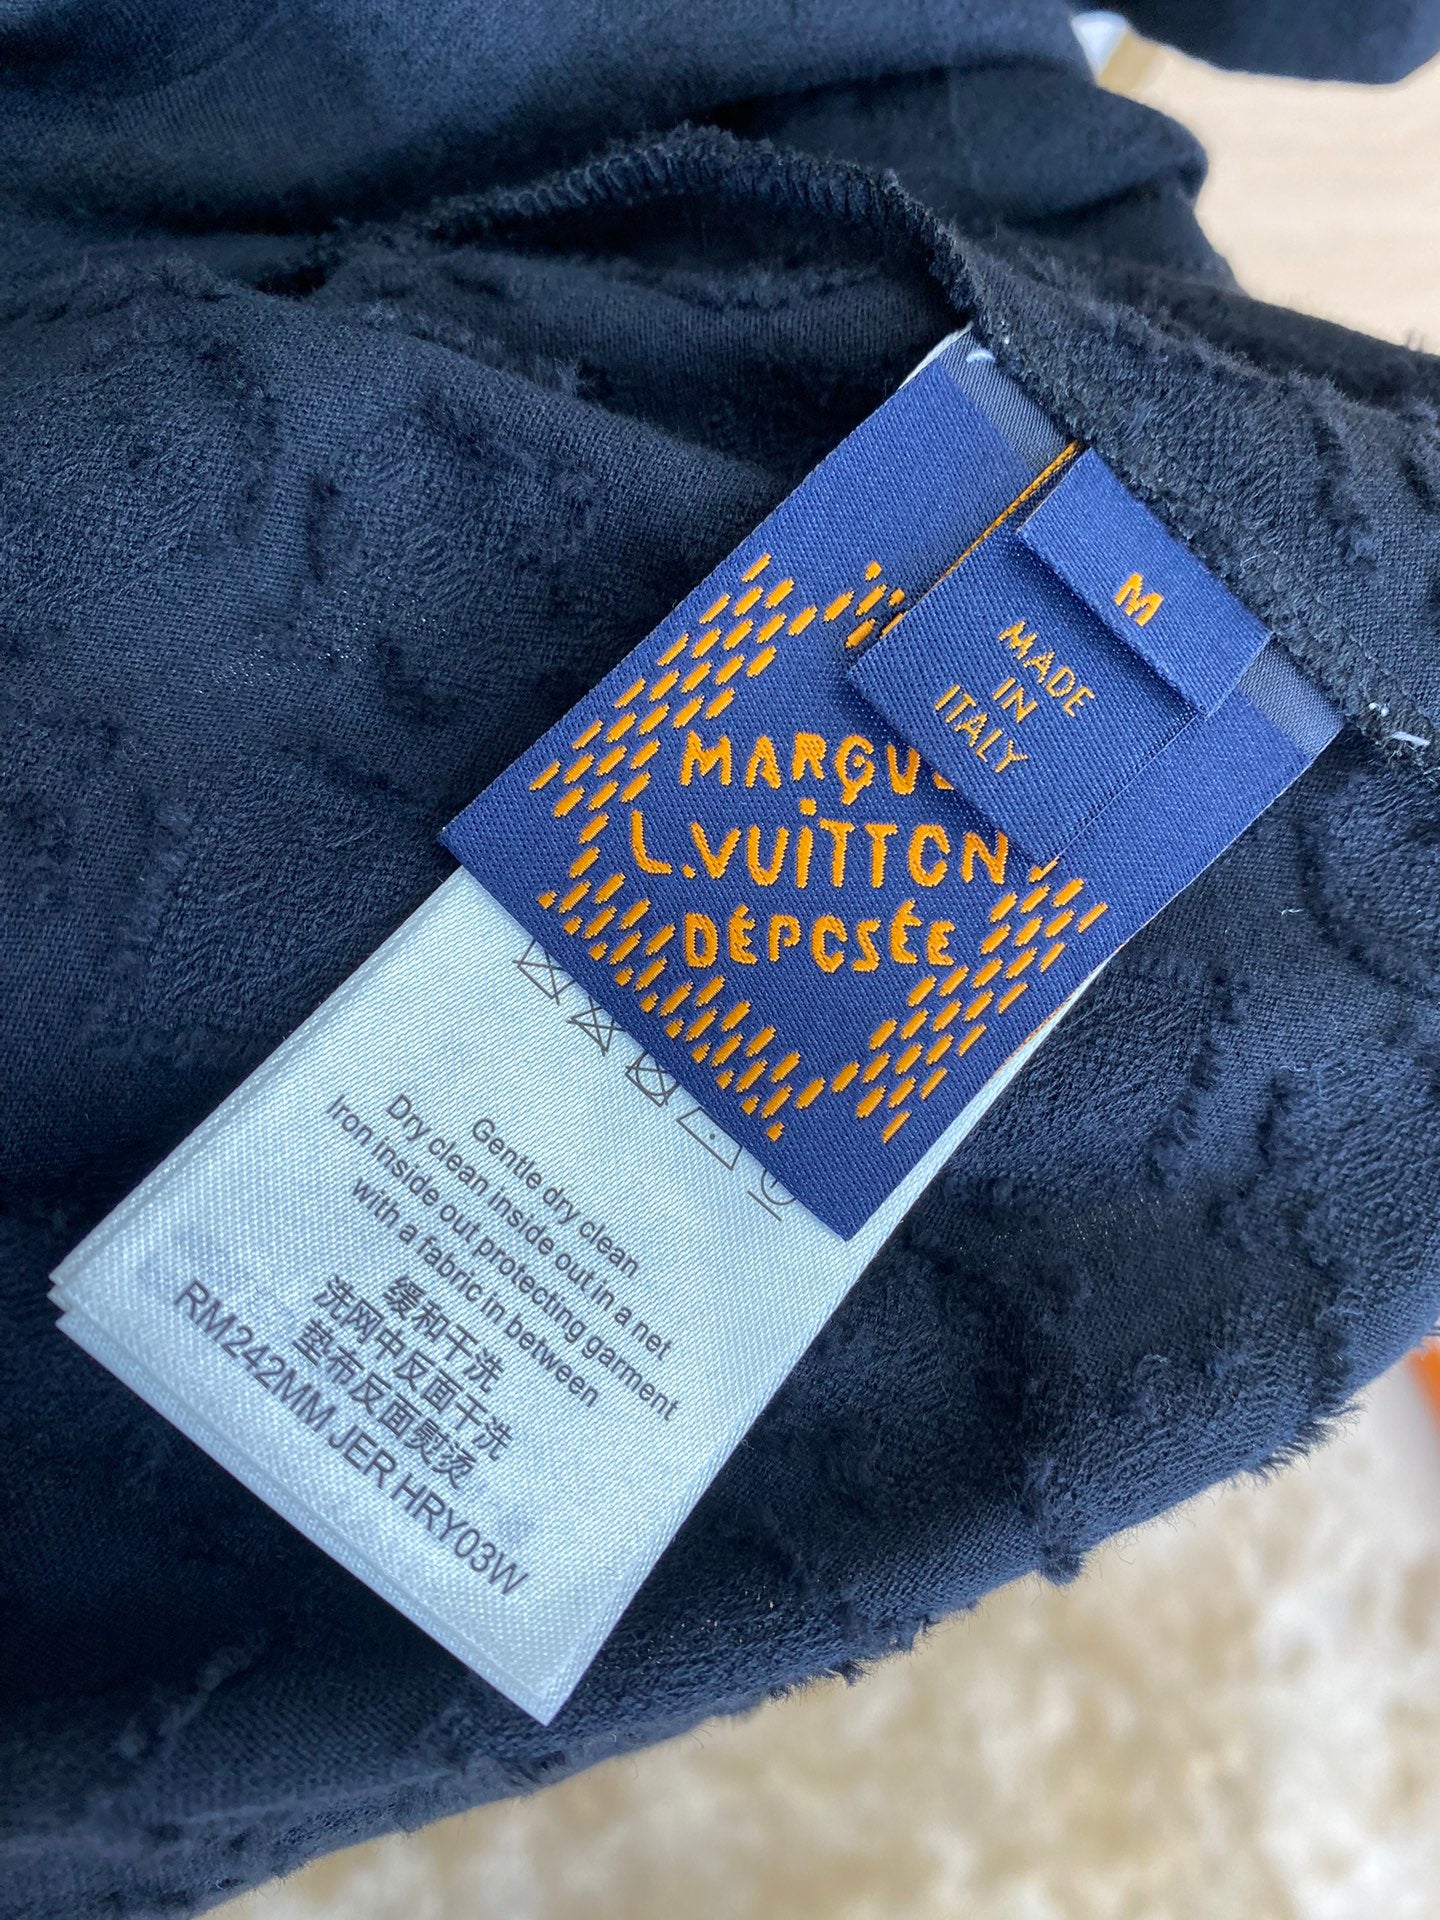 M
MADE
IN
ITALY
L.VUITTON
DÉPOSÉE
Gentle dry clean
Dry clean inside out in a net
Iron inside out protecting garment
with a fabric in between
缓和干洗
洗网中反面干洗
垫布反面熨烫
RM242MM JER HRY03W